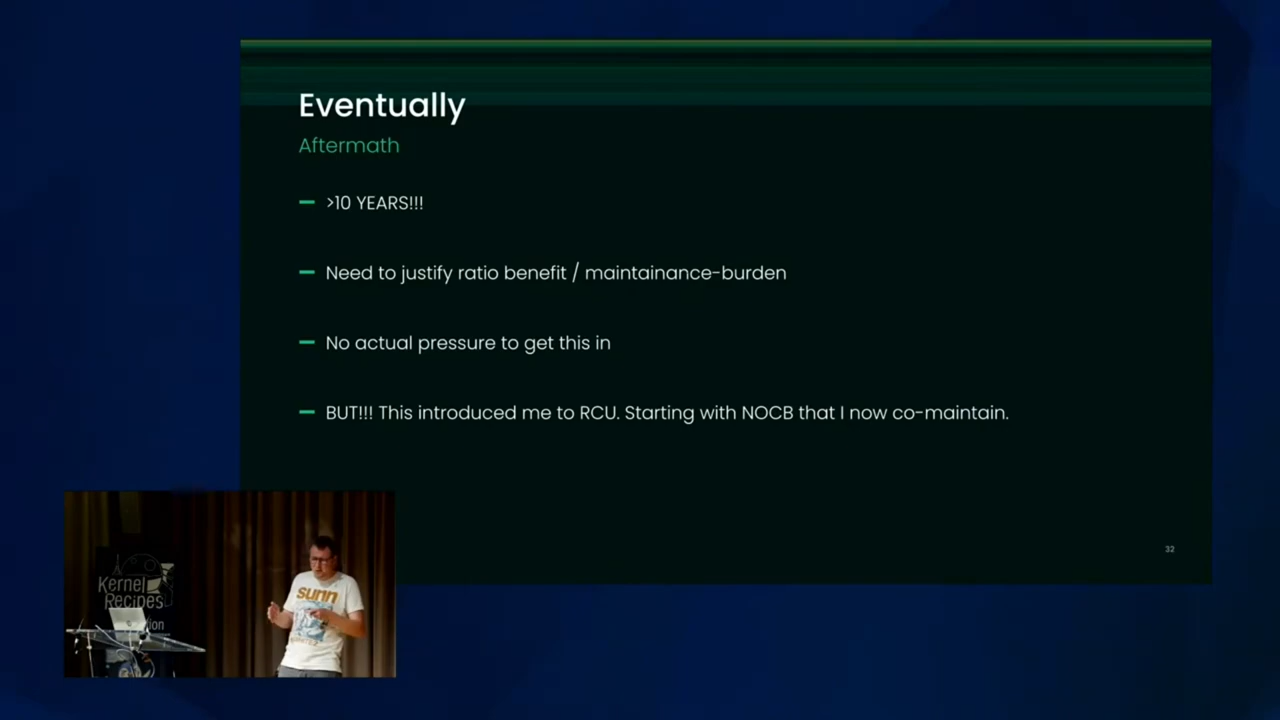 Eventually
Aftermath
>10 YEARS!!!
Need to justify ratio benefit / maintainance-burden
No actual pressure to get this in
BUT!!! This introduced me to RCU. Starting with NOCB that I now co-maintain.
32
Kernel
Recipes
sunn